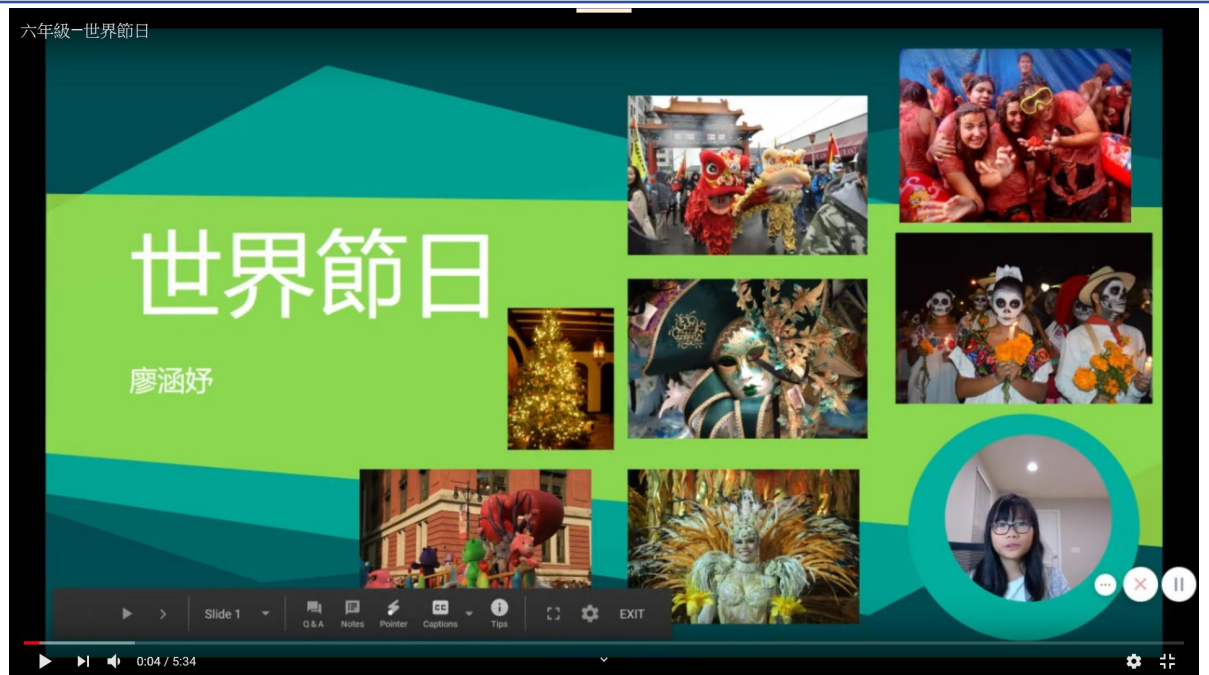 六年級—世界節日
世界節日
廖涵妤
Slide 1
Q & A
Notes
Pointer
CC
Captions
Tips
EXIT
0:04 / 5:34